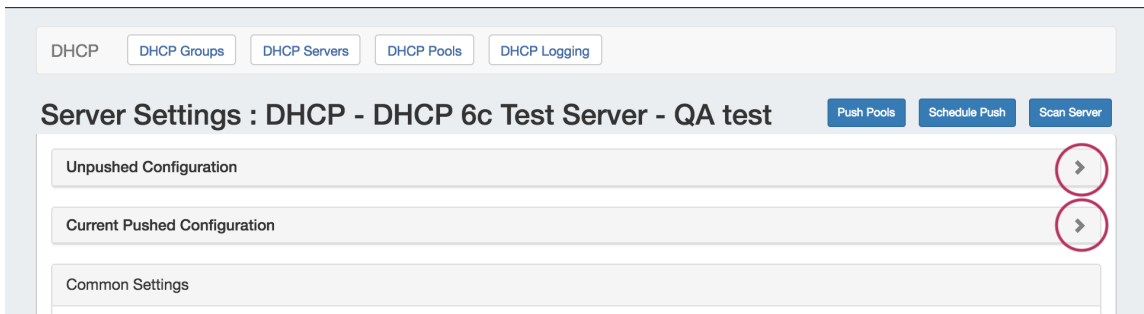 DHCP DHCP Groups DHCP Servers DHCP Pools DHCP Logging
Server Settings : DHCP - DHCP 6c Test Server - QA test Push Pools Schedule Push Scan Server
Unpushed Configuration
Current Pushed Configuration
Common Settings